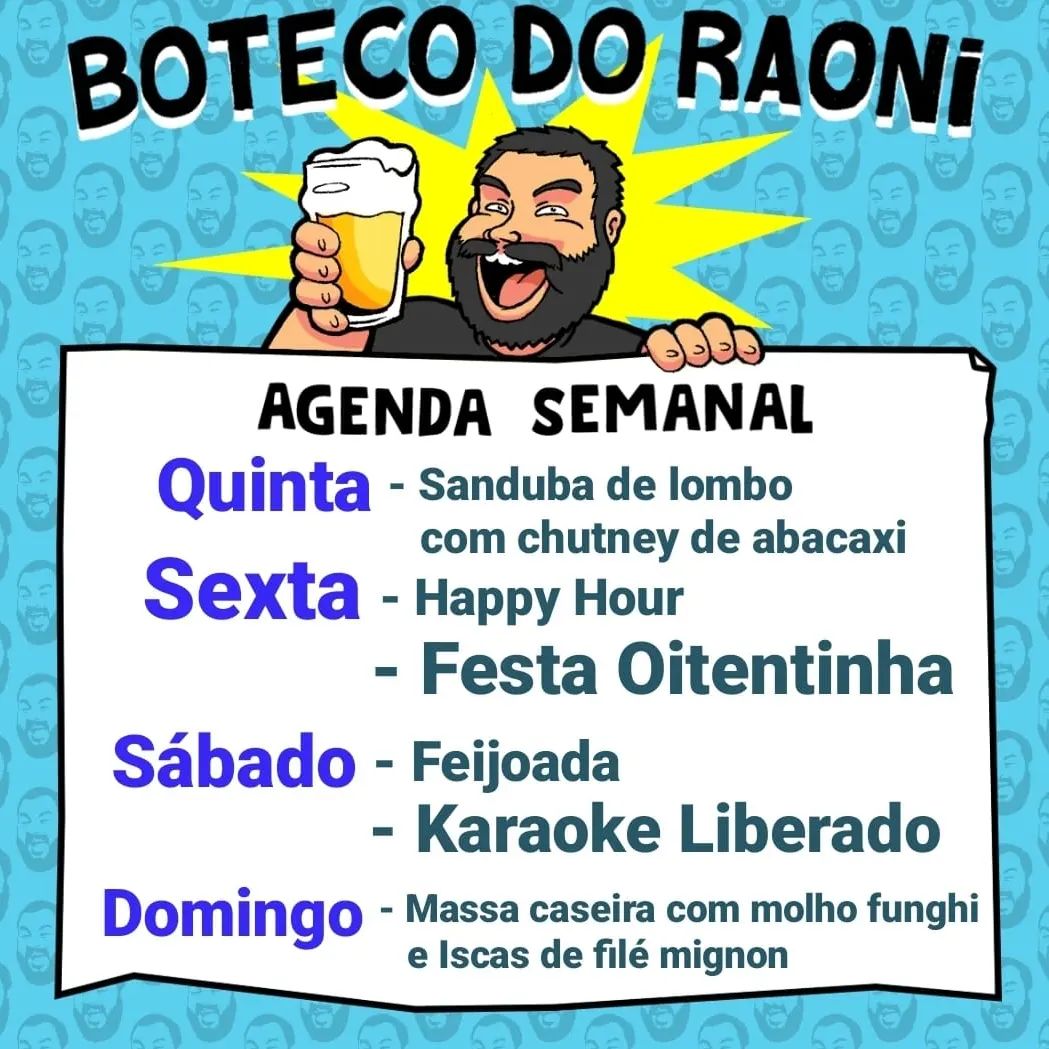 BOTECO DO RAONi
AGENDA SEMANAL
Quinta - Sanduba de lombo
com chutney de abacaxi
Sexta - Happy Hour
- Festa Oitentinha
Sábado - Feijoada
- Karaoke Liberado
Domingo - Massa caseira com molho funghi
e Iscas de filé mignon